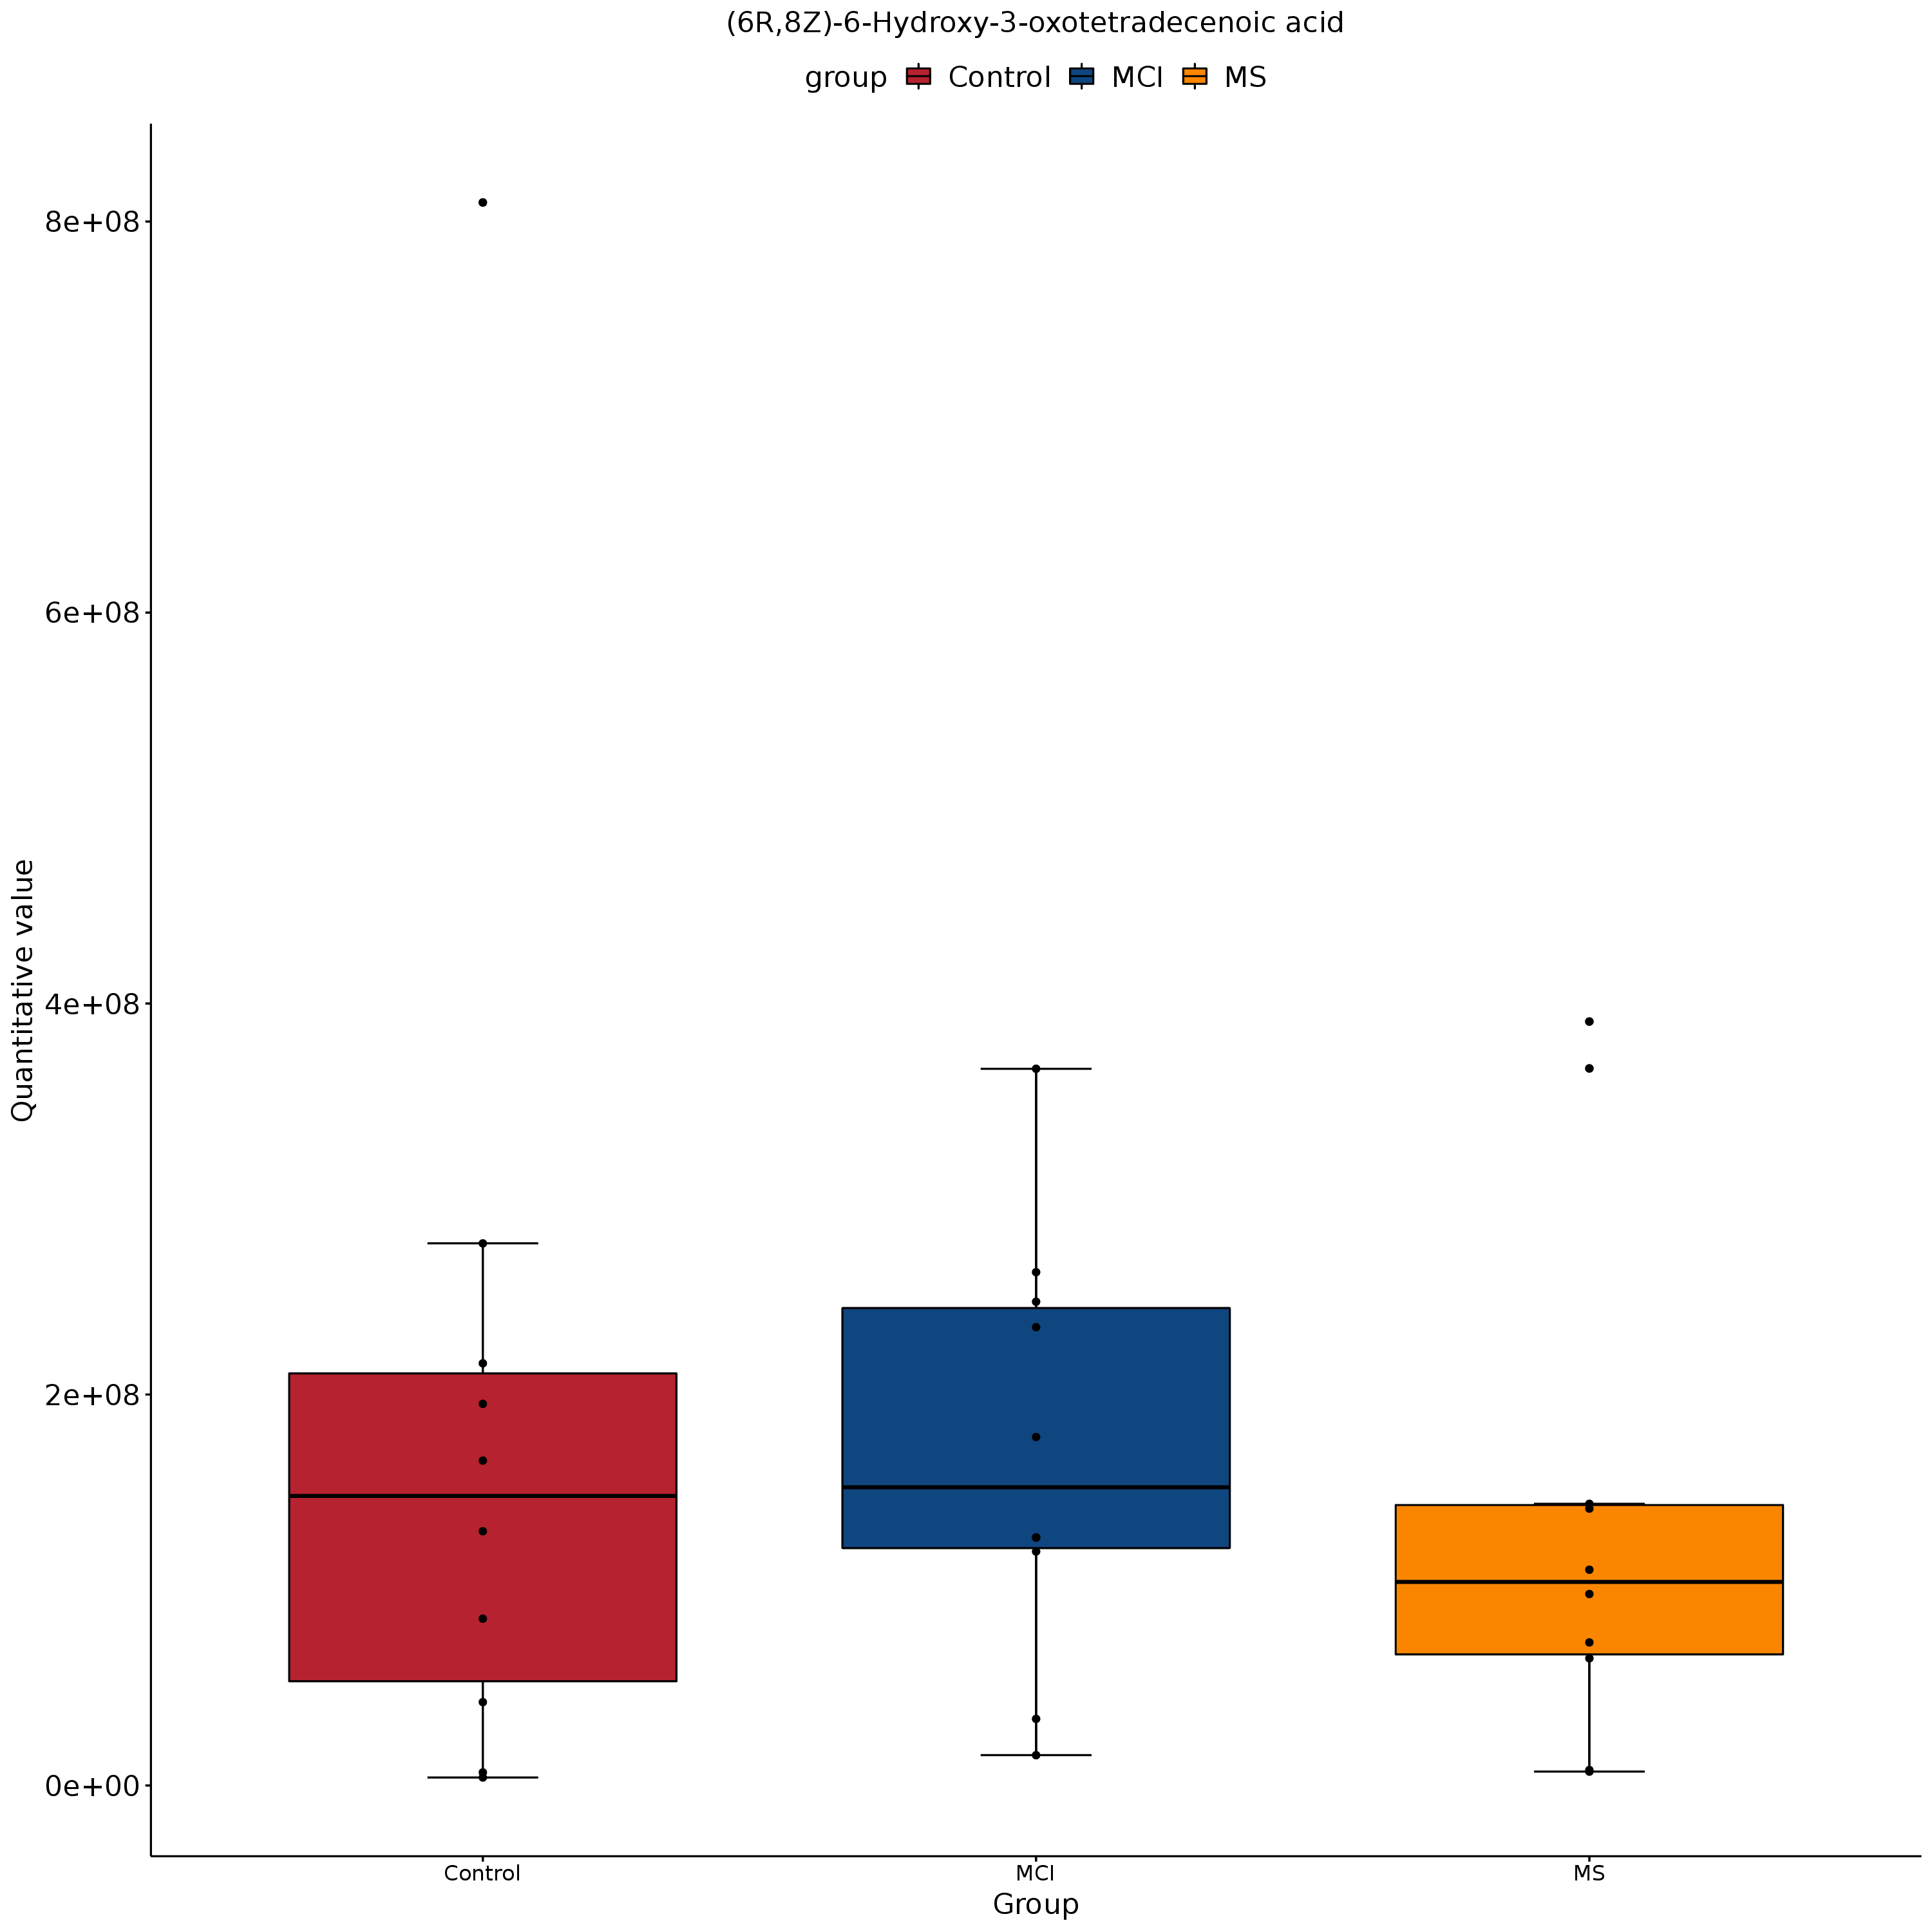 (6R,8Z)-6-Hydroxy-3-oxotetradecenoic acid
group Control MCI MS
8e+08
6e+08
4e+08
2e+08
0e+00
Quantitative value
Control MCI MS
Group